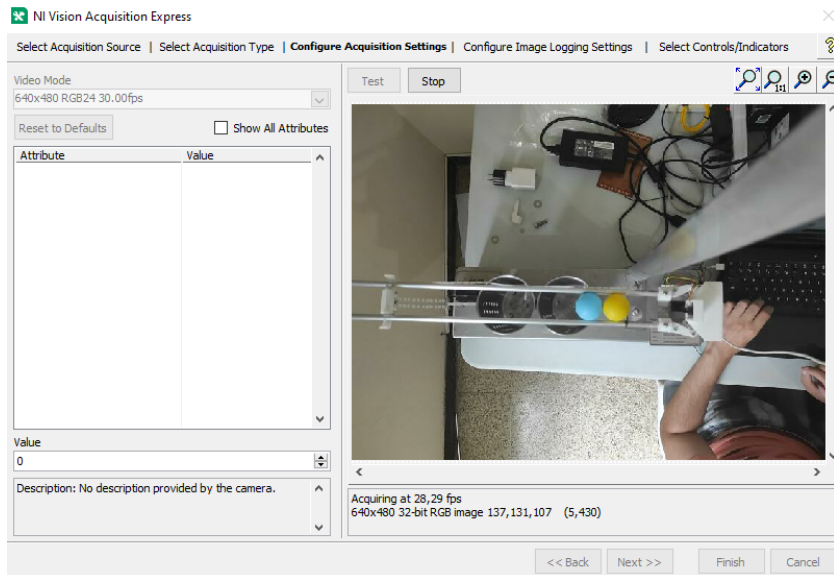 NI Vision Acquisition Express
Select Acquisition Source | Select Acquisition Type | Configure Acquisition Settings | Configure Image Logging Settings | Select Controls/Indicators
Video Mode
640x480 RGB24 30.00fps
Reset to Defaults
Show All Attributes
Attribute Value
Value
0
Description: No description provided by the camera.
Test Stop
1:1
Acquiring at 28,29 fps
640x480 32-bit RGB image 137,131,107 (5,430)
<< Back Next >> Finish Cancel